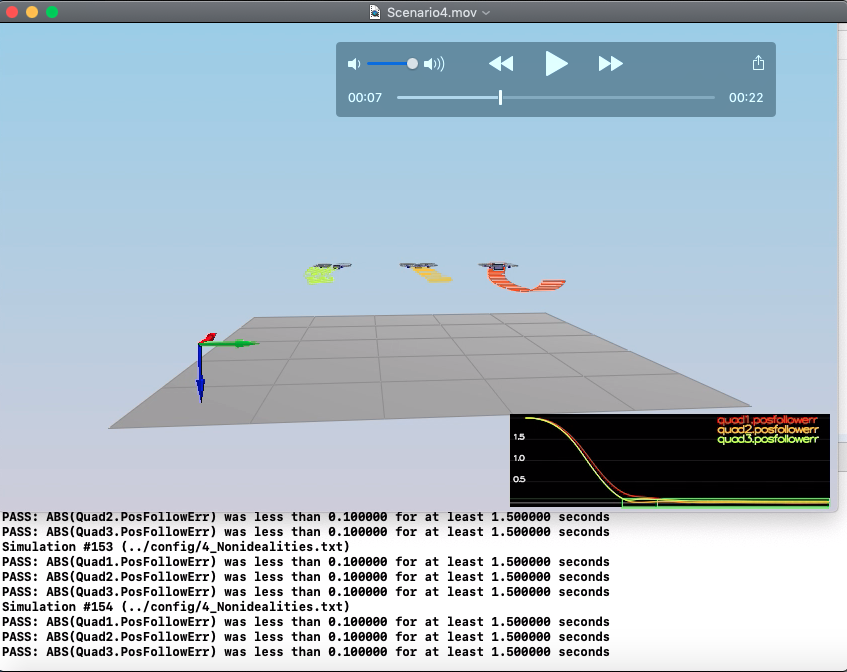 Scenario4.mov
00:07
00:22
quad1.posfollowerr
quad2.posfollowerr
quad3.posfollowerr
1.5
1.0
0.5
PASS: ABS(Quad2.PosFollowErr) was less than 0.100000 for at least 1.500000 seconds
PASS: ABS(Quad3.PosFollowErr) was less than 0.100000 for at least 1.500000 seconds
Simulation #153 (../config/4_Nonidealities.txt)
PASS: ABS(Quad1.PosFollowErr) was less than 0.100000 for at least 1.500000 seconds
PASS: ABS(Quad2.PosFollowErr) was less than 0.100000 for at least 1.500000 seconds
PASS: ABS(Quad3.PosFollowErr) was less than 0.100000 for at least 1.500000 seconds
Simulation #154 (../config/4_Nonidealities.txt)
PASS: ABS(Quad1.PosFollowErr) was less than 0.100000 for at least 1.500000 seconds
PASS: ABS(Quad2.PosFollowErr) was less than 0.100000 for at least 1.500000 seconds
PASS: ABS(Quad3.PosFollowErr) was less than 0.100000 for at least 1.500000 seconds